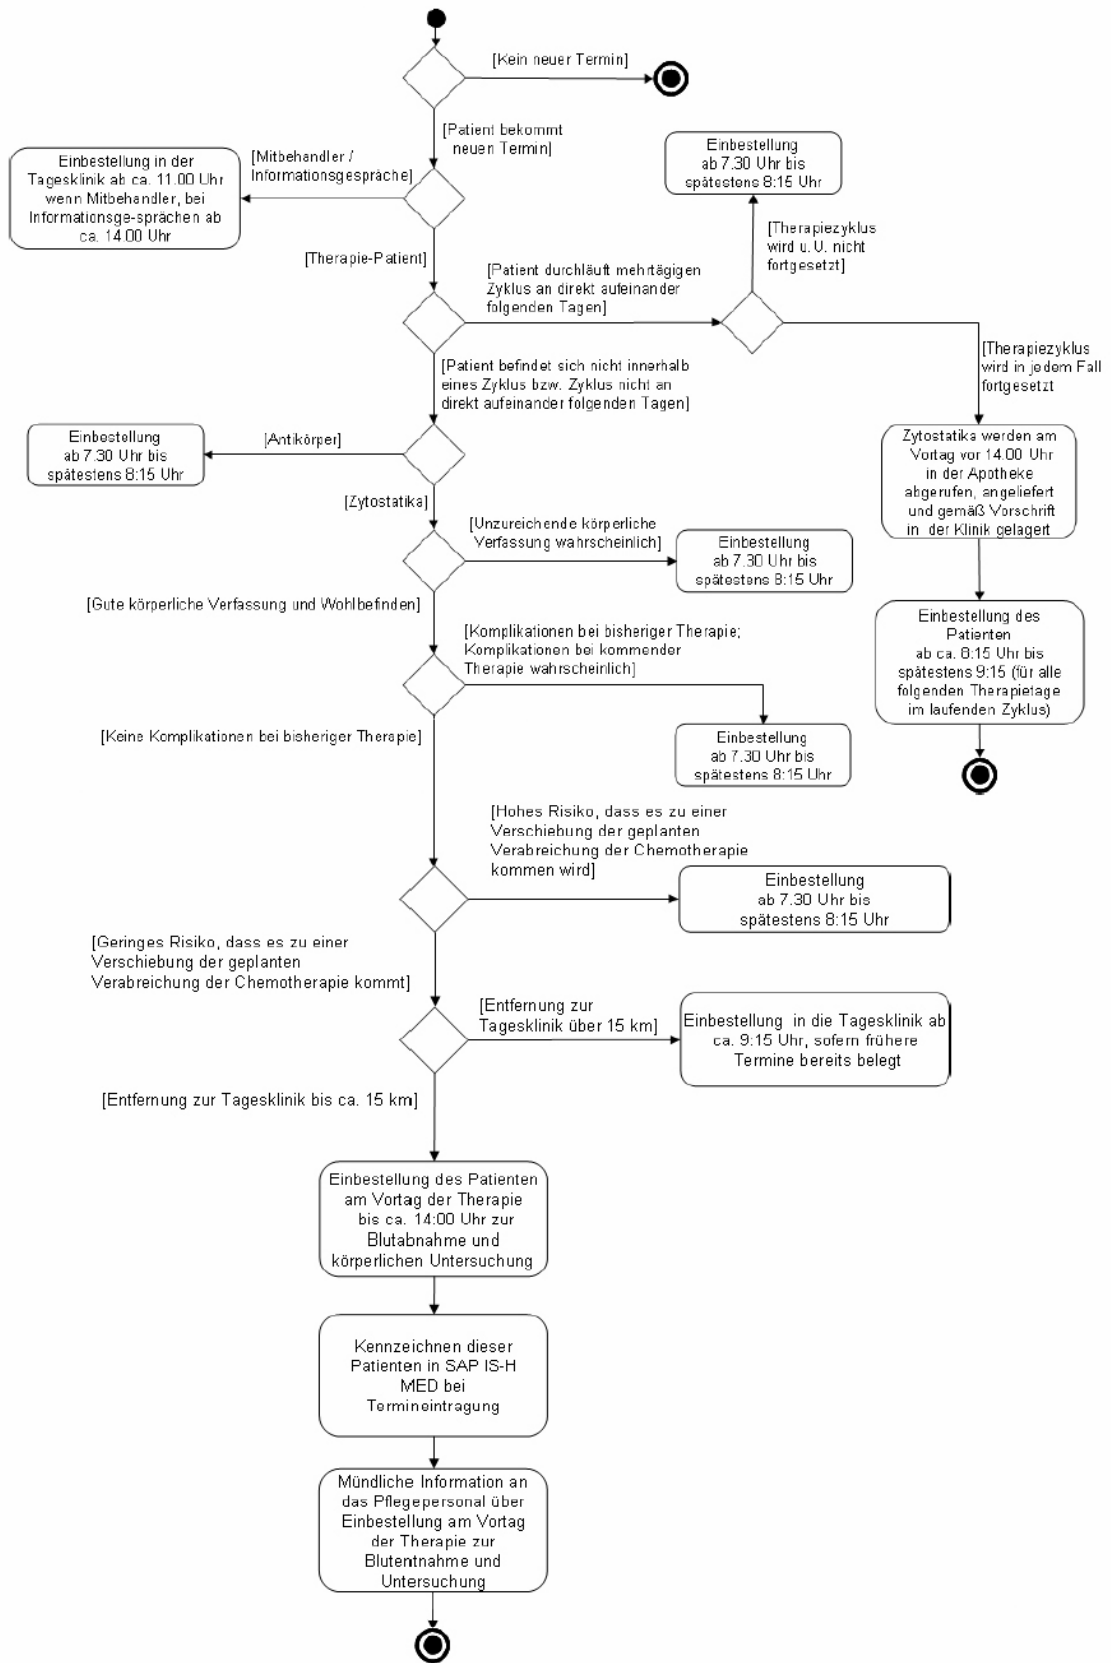 [Kein neuer Termin]
[Patient bekommt
neuen Termin]
[Mitbehandler /
Informationsgespräche]
Einbestellung in der
Tagesklinik ab ca. 11.00 Uhr
wenn Mitbehandler, bei
Informationsge-sprächen ab
ca. 14.00 Uhr
Einbestellung
ab 7.30 Uhr bis
spätestens 8:15 Uhr
[Therapiezyklus
wird u. U. nicht
fortgesetzt]
[Therapie-Patient]
[Patient durchläuft mehrtägigen
Zyklus an direkt aufeinander
folgenden Tagen]
[Therapiezyklus
wird in jedem Fall
fortgesetzt
[Patient befindet sich nicht innerhalb
eines Zyklus bzw. Zyklus nicht an
direkt aufeinander folgenden Tagen]
Einbestellung
ab 7.30 Uhr bis
spätestens 8:15 Uhr
[Antikörper]
Zytostatika werden am
Vortag vor 14.00 Uhr
in der Apotheke
abgerufen, angeliefert
und gemäß Vorschrift
in der Klinik gelagert
[Zytostatika]
[Unzureichende körperliche
Verfassung wahrscheinlich]
Einbestellung
ab 7.30 Uhr bis
spätestens 8:15 Uhr
[Gute körperliche Verfassung und Wohlbefinden]
Einbestellung des
Patienten
ab ca. 8:15 Uhr bis
spätestens 9:15 (für alle
folgenden Therapietage
im laufenden Zyklus)
[Komplikationen bei bisheriger Therapie;
Komplikationen bei kommender
Therapie wahrscheinlich]
[Keine Komplikationen bei bisheriger Therapie]
Einbestellung
ab 7.30 Uhr bis
spätestens 8:15 Uhr
[Hohes Risiko, dass es zu einer
Verschiebung der geplanten
Verabreichung der Chemotherapie
kommen wird]
Einbestellung
ab 7.30 Uhr bis
spätestens 8:15 Uhr
[Geringes Risiko, dass es zu einer
Verschiebung der geplanten
Verabreichung der Chemotherapie kommt]
[Entfernung zur
Tagesklinik über 15 km]
Einbestellung in die Tagesklinik ab
ca. 9:15 Uhr, sofern frühere
Termine bereits belegt
[Entfernung zur Tagesklinik bis ca. 15 km]
Einbestellung des Patienten
am Vortag der Therapie
bis ca. 14:00 Uhr zur
Blutabnahme und
körperlichen Untersuchung
Kennzeichnen dieser
Patienten in SAP IS-H
MED bei
Termineintragung
Mündliche Information an
das Pflegepersonal über
Einbestellung am Vortag
der Therapie zur
Blutentnahme und
Untersuchung